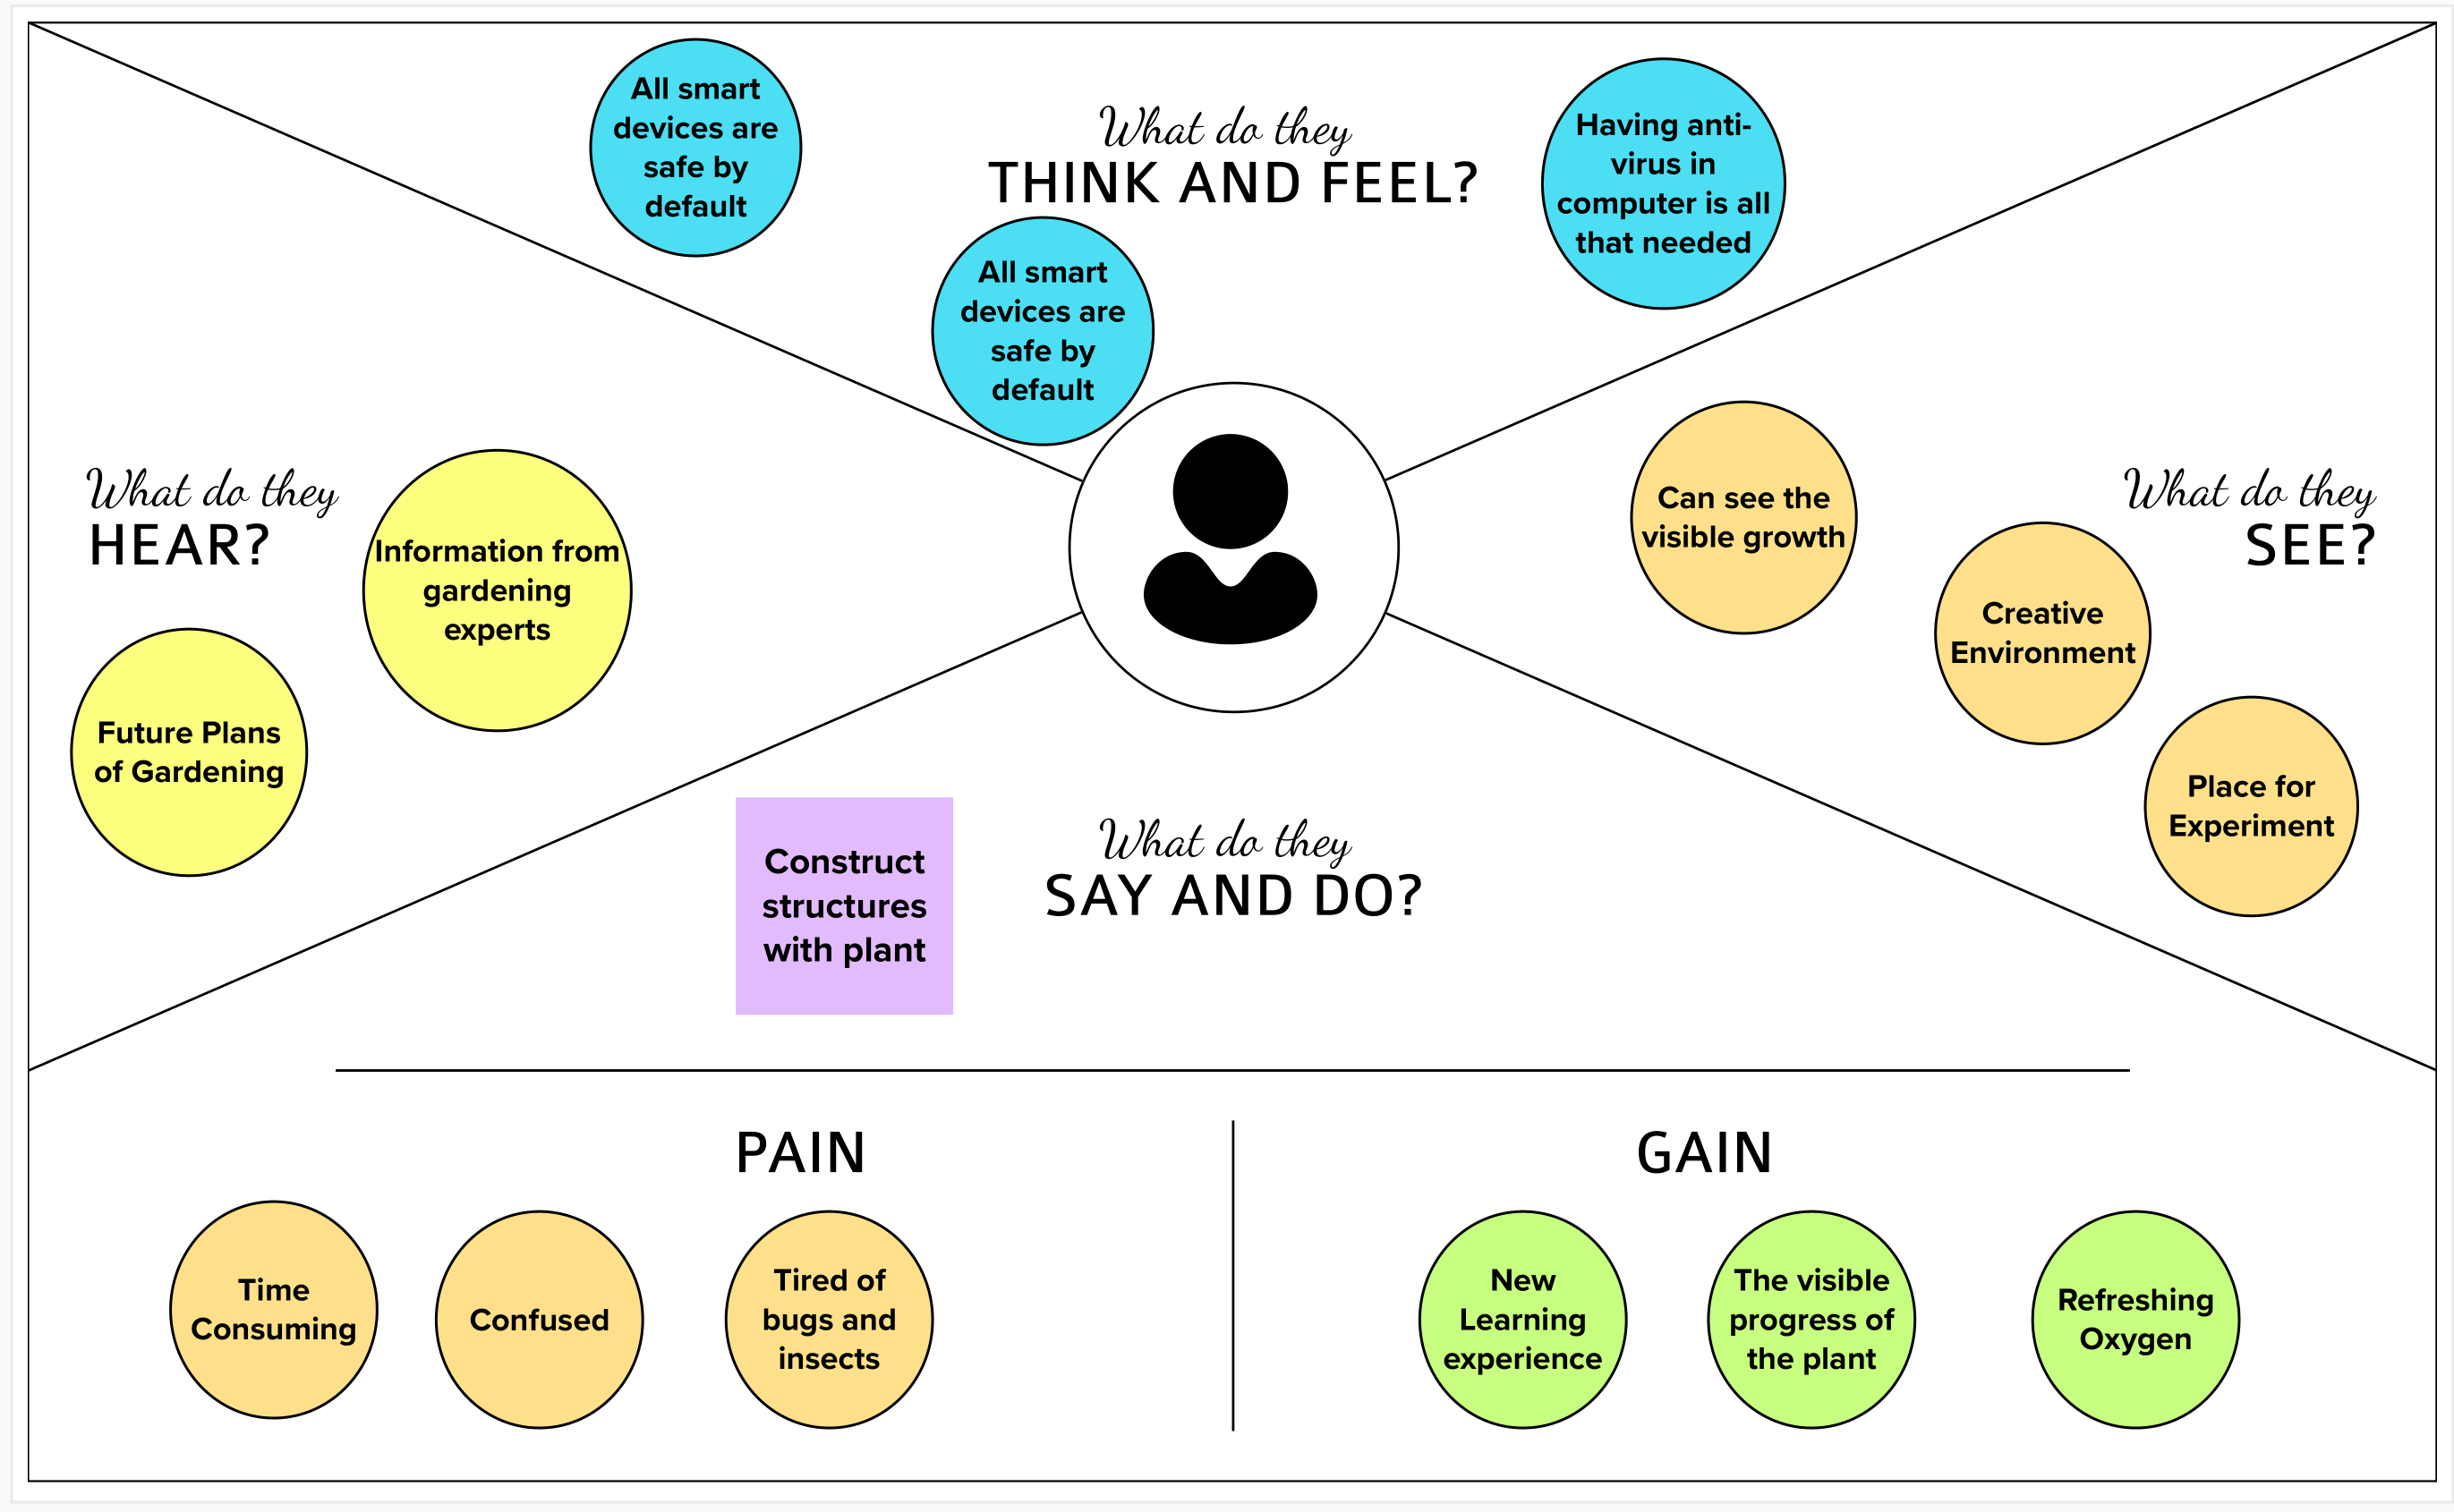 All smart
devices are
safe by
default
What do they
THINK AND FEEL?
Having anti-
virus in
computer is all
that needed
All smart
devices are
safe by
default
What do they
HEAR?
Information from
gardening
experts
Future Plans
of Gardening
Can see the
visible growth
What do they
SEE?
Creative
Environment
Place for
Experiment
Construct
structures
with plant
What do they
SAY AND DO?
PAIN
Time
Consuming
Confused
Tired of
bugs and
insects
GAIN
New
Learning
experience
The visible
progress of
the plant
Refreshing
Oxygen